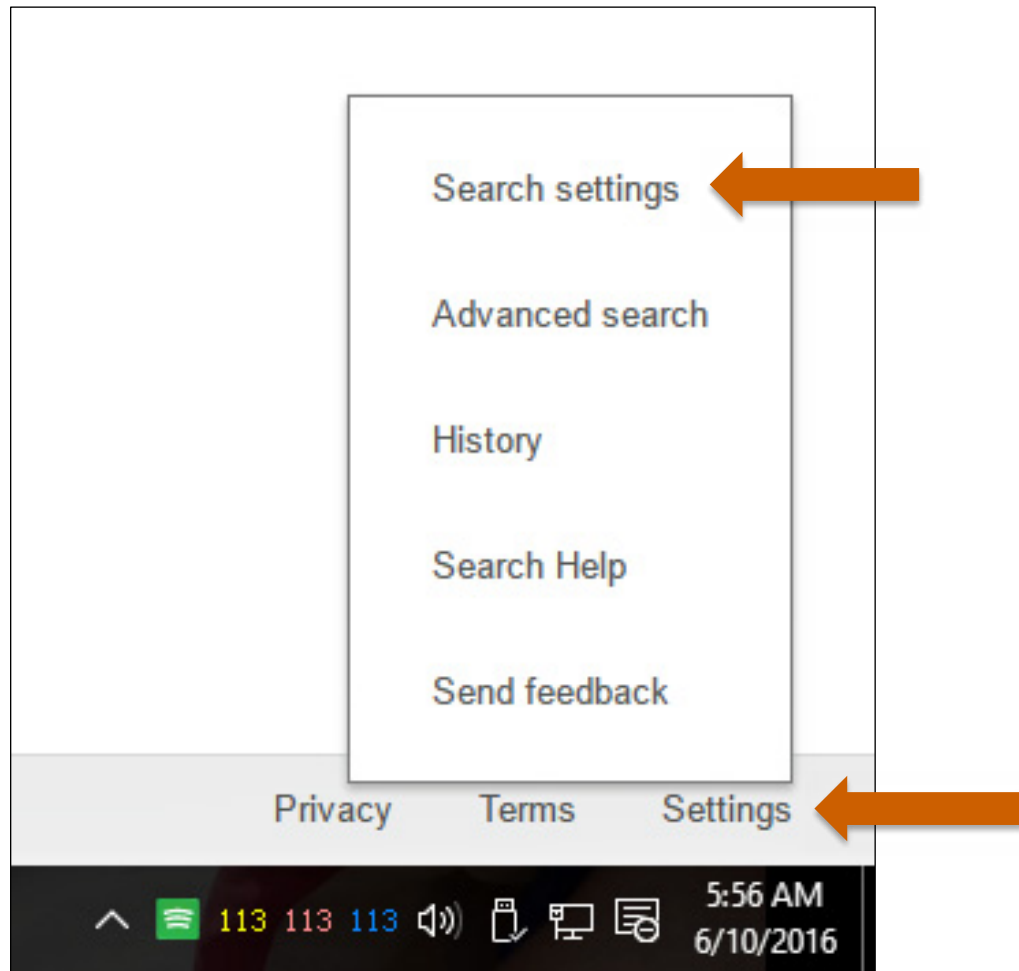 Search settings
Advanced search
History
Search Help
Send feedback
Privacy Terms Settings
113 113 113 5:56 AM
6/10/2016